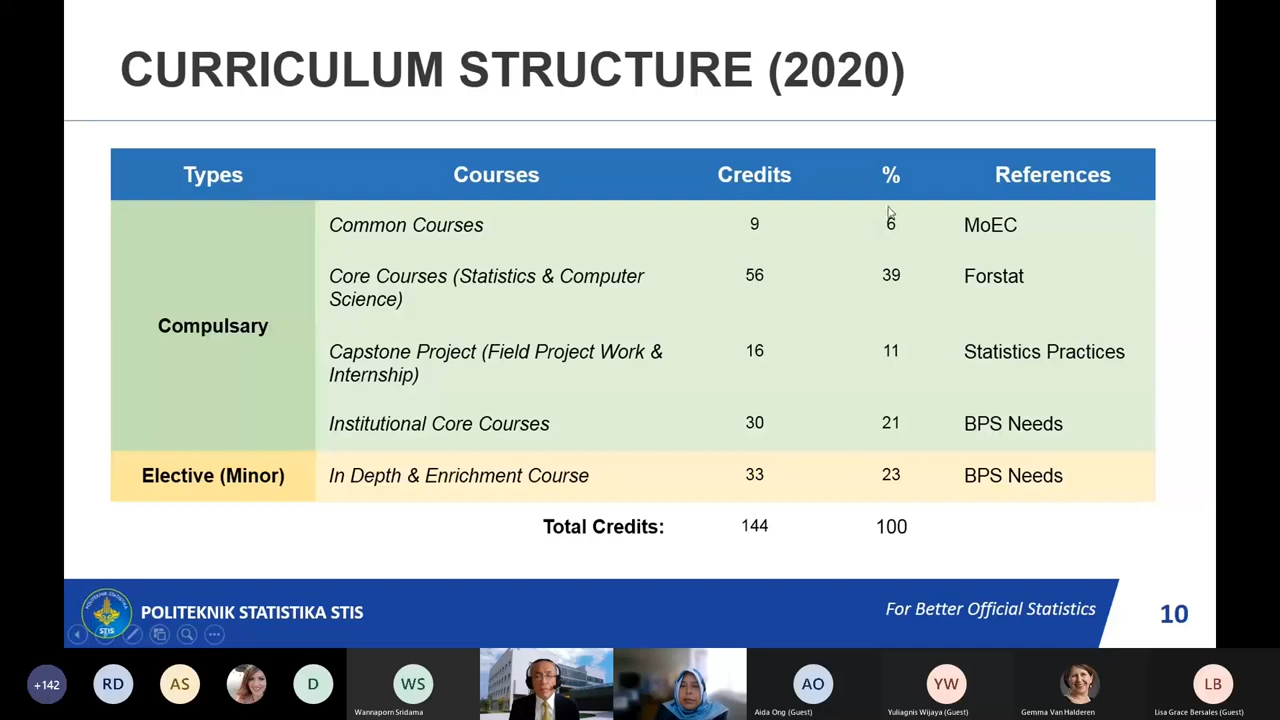 CURRICULUM STRUCTURE (2020)
Types Courses Credits % References
Common Courses 9 6 MoEC
Core Courses (Statistics & Computer 56 39 Forstat
Science)
Compulsary
Capstone Project (Field Project Work & 16 11 Statistics Practices
Internship)
Institutional Core Courses 30 21 BPS Needs
Elective (Minor) In Depth & Enrichment Course 33 23 BPS Needs
Total Credits: 144 100
STIS
POLITEKNIK STATISTIKA STIS
For Better Official Statistics
10
+142 RD AS D WS AO YW LB
Wannaporn Sridama Aida Ong (Guest) Yuliagnis Wijaya (Guest) Gemma Van Halderen Lisa Grace Bersales (Guest)